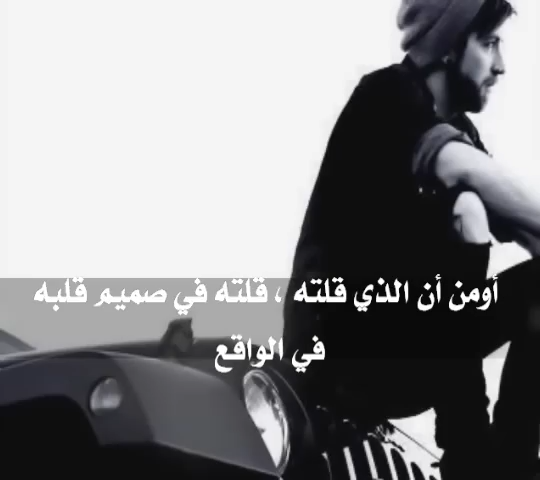 أومن أن الذي قلته ، قلته في صميم قلبه
في الواقع